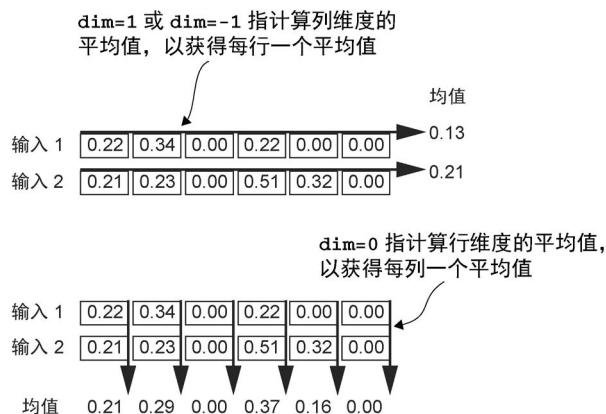 dim=1 或 dim=-1 指计算列维度的
平均值，以获得每行一个平均值
均值
输入 1 0.22 0.34 0.00 0.22 0.00 0.00 0.13
输入 2 0.21 0.23 0.00 0.51 0.32 0.00 0.21
dim=0 指计算行维度的平均值，
以获得每列一个平均值
输入 1 0.22 0.34 0.00 0.22 0.00 0.00
输入 2 0.21 0.23 0.00 0.51 0.32 0.00
均值 0.21 0.29 0.00 0.37 0.16 0.00